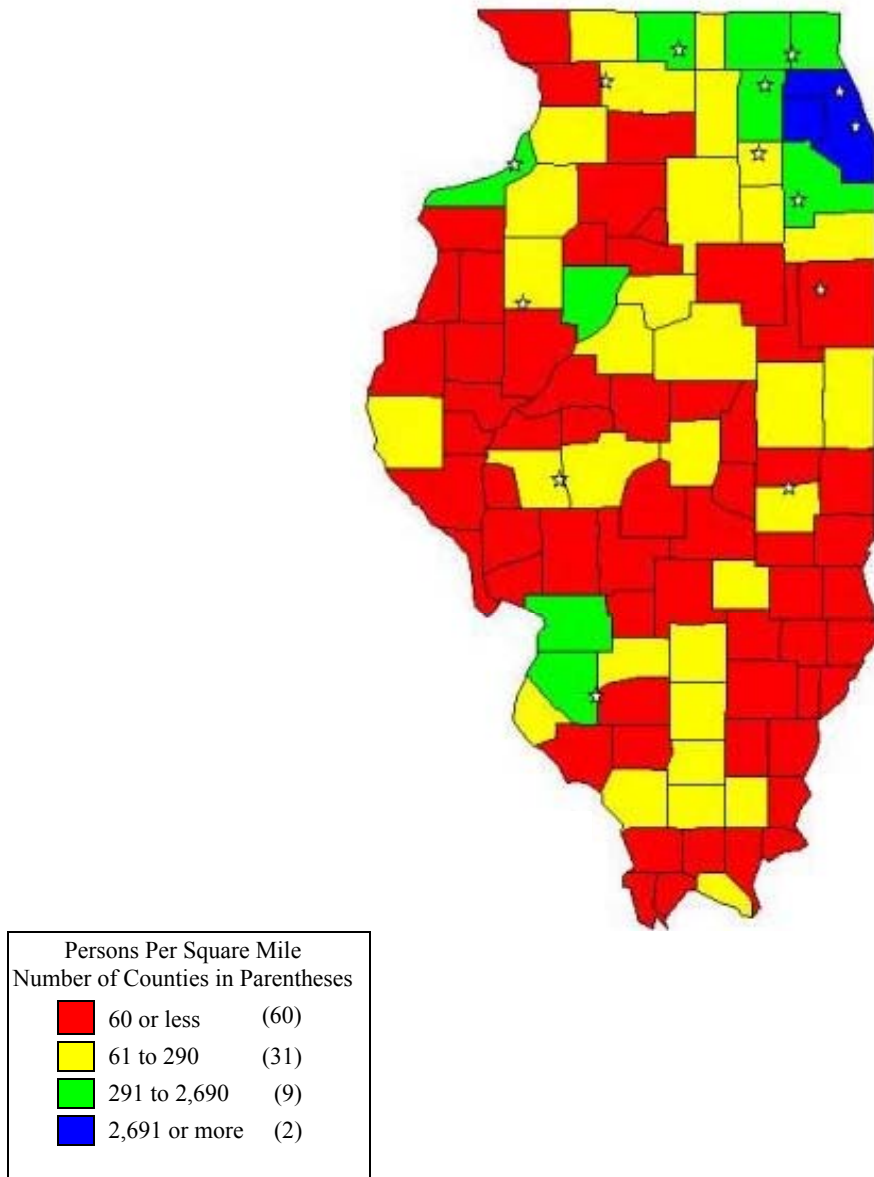 Persons Per Square Mile
Number of Counties in Parentheses
60 or less (60)
61 to 290 (31)
291 to 2,690 (9)
2,691 or more (2)